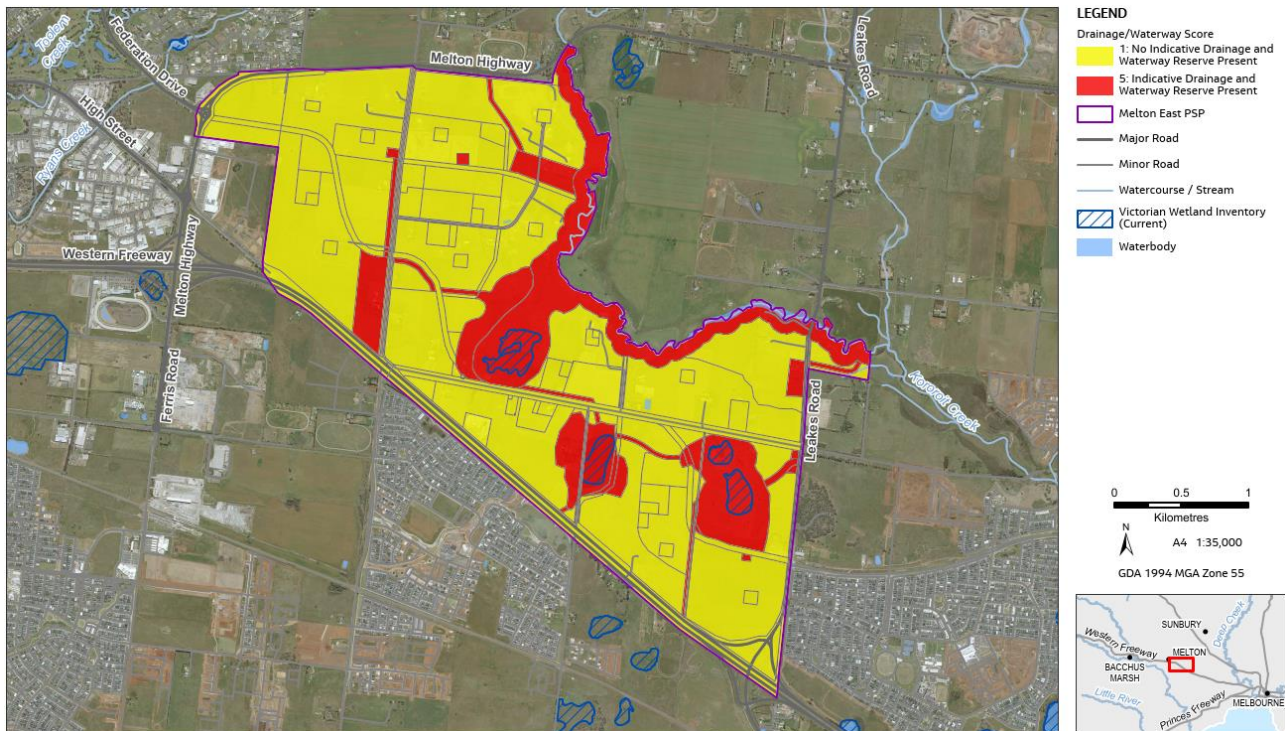 Toolern
Creek
Federation Drive
High Street
Ryans Creek
Melton Highway
Western Freeway
Melton Highway
Ferris Road
Leakes Road
Leakes Road
Kororoit Creek
LEGEND
Drainage/Waterway Score
1: No Indicative Drainage and
Waterway Reserve Present
5: Indicative Drainage and
Waterway Reserve Present
Melton East PSP
Major Road
Minor Road
Watercourse / Stream
Victorian Wetland Inventory
(Current)
Waterbody
0 0.5 1
Kilometres
N
A4 1:35,000
GDA 1994 MGA Zone 55
SUNBURY
Deep Creek
Western Freeway
MELTON
BACCHUS
MARSH
Little River
Princes Freeway
MELBOURNE